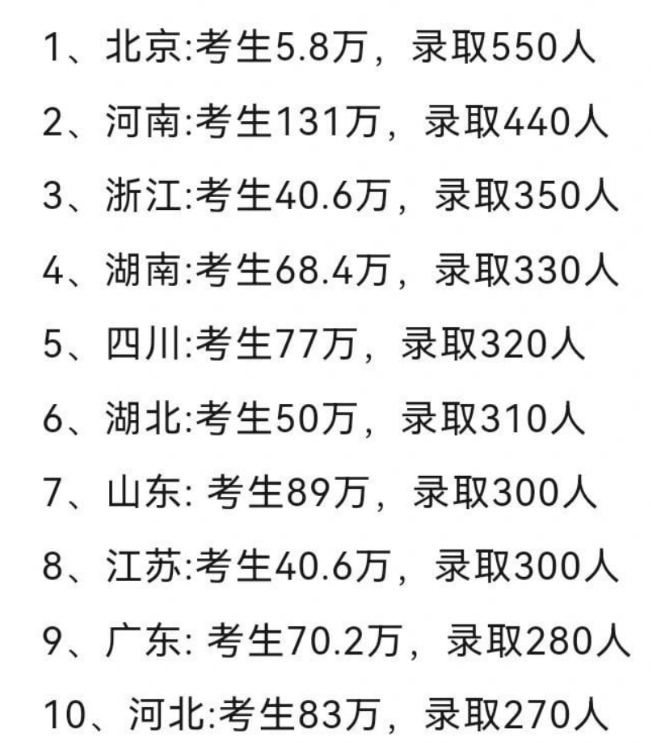 1、北京:考生5.8万，录取550人
2、河南:考生131万，录取440人
3、浙江:考生40.6万，录取350人
4、湖南:考生68.4万，录取330人
5、四川:考生77万，录取320人
6、湖北:考生50万，录取310人
7、山东: 考生89万，录取300人
8、江苏:考生40.6万，录取300人
9、广东: 考生70.2万，录取280人
10、河北:考生83万，录取270人